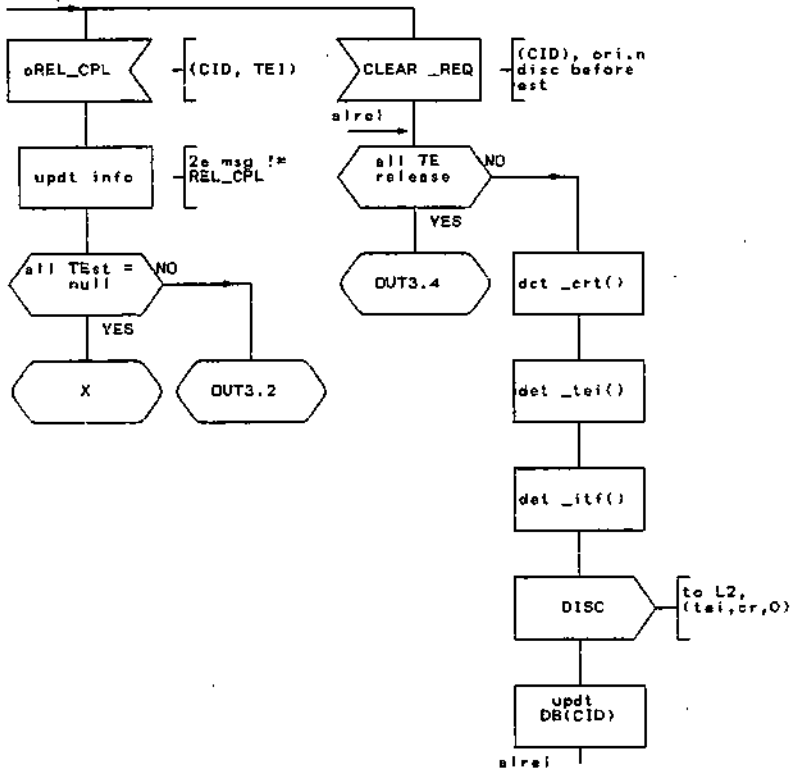 oREL_CPL
(CID, TEI)
CLEAR _REQ
(CID), ori.n
disc before
est
alrel
updt info
2e msg !=
REL_CPL
all TE
release
NO
YES
all TEst =
null
NO
YES
OUT3.4
det _crt()
X
OUT3.2
det _tei()
det _itf()
DISC
to L2,
(tei,cr,0)
updt
DB(CID)
alrel